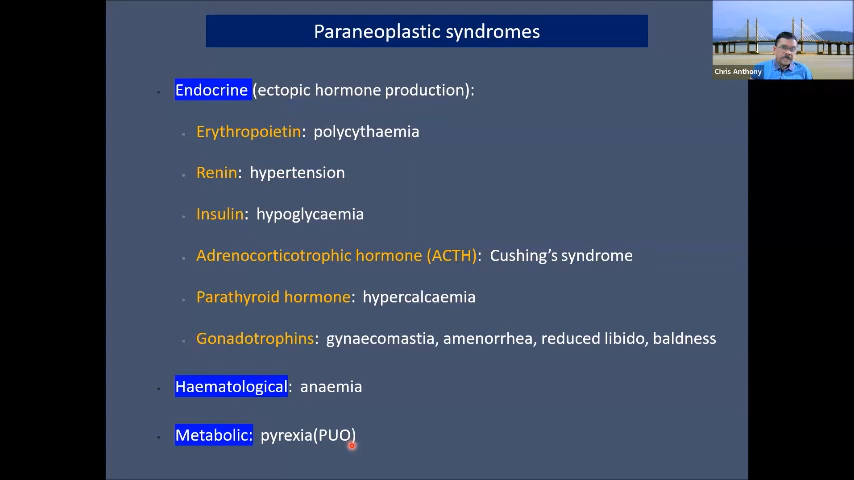 Paraneoplastic syndromes
Chris Anthony
Endocrine (ectopic hormone production):
Erythropoietin: polycythaemia
Renin: hypertension
Insulin: hypoglycaemia
Adrenocorticotrophic hormone (ACTH): Cushing's syndrome
Parathyroid hormone: hypercalcaemia
Gonadotrophins: gynaecomastia, amenorrhea, reduced libido, baldness
Haematological: anaemia
Metabolic: pyrexia(PUO)